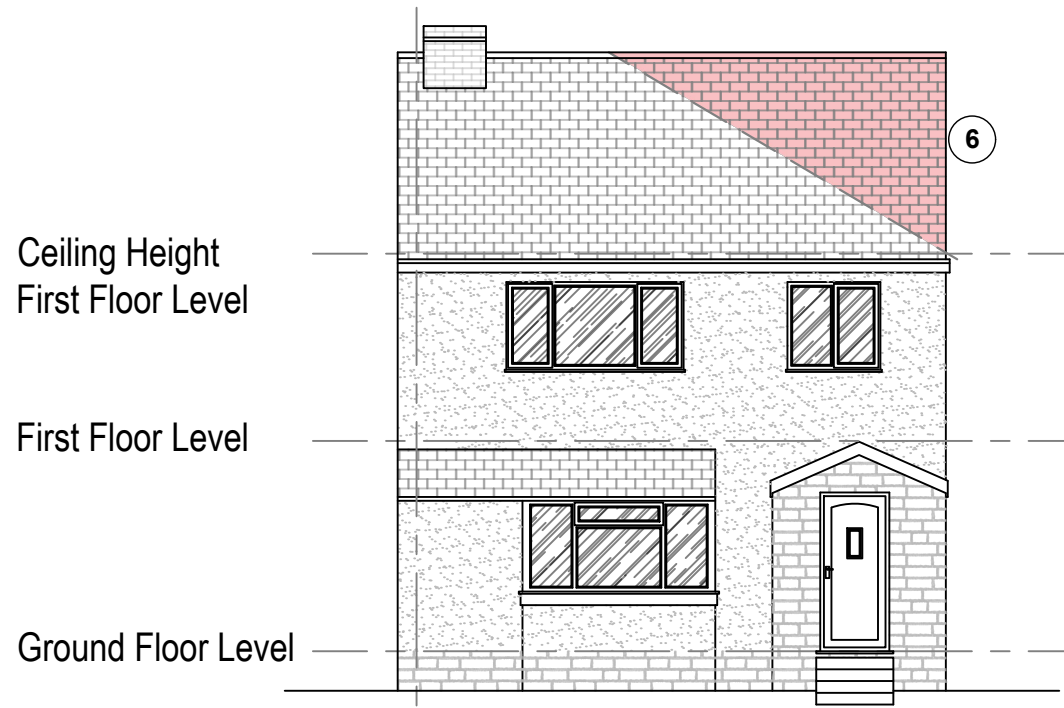 6
Ceiling Height
First Floor Level
First Floor Level
Ground Floor Level